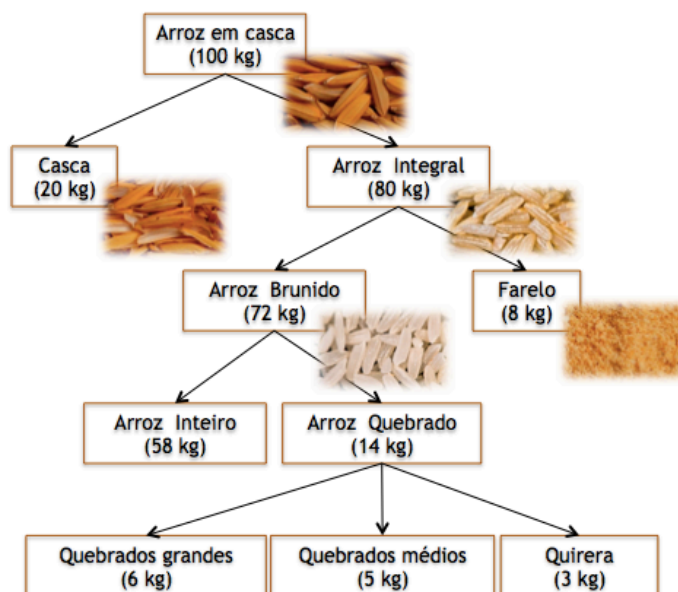 Arroz em casca
(100 kg)
Casca
(20 kg)
Arroz Integral
(80 kg)
Arroz Brunido
(72 kg)
Farelo
(8 kg)
Arroz Inteiro
(58 kg)
Arroz Quebrado
(14 kg)
Quebrados grandes
(6 kg)
Quebrados médios
(5 kg)
Quirera
(3 kg)